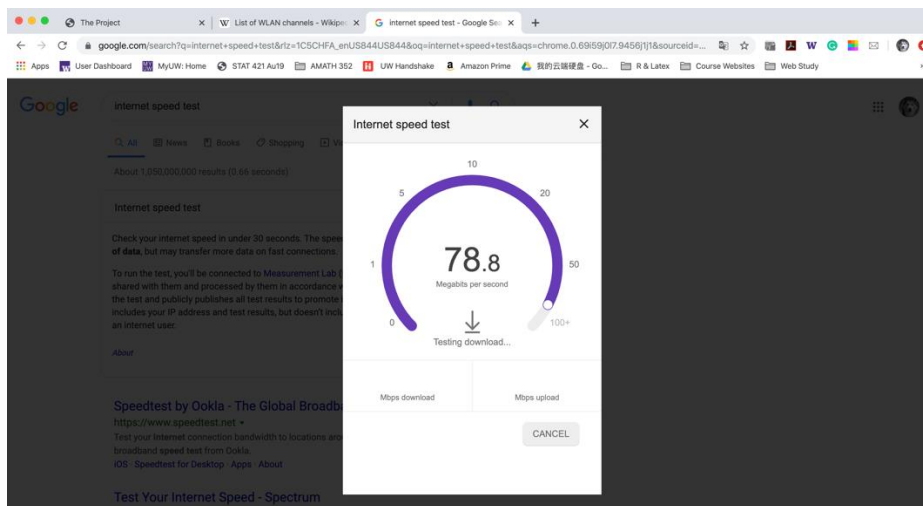 The Project
List of WLAN channels - Wikipe
internet speed test - Google Sea
google.com/search?q=internet+speed+test&rlz=1C5CHFA_enUS844US844&oq=internet+speed+test&aqs=chrome.0.69i59j0l7.9456j1j1&sourceid=...
Apps User Dashboard MyUW: Home STAT 421 Au19 AMATH 352 UW Handshake Amazon Prime 我的云端硬盘 - Go... R & Latex Course Websites Web Study
Google
internet speed test
All News Books Shopping
About 1,050,000,000 results (0.66 seconds)
Internet speed test
Check your internet speed in under 30 seconds. The
of data, but may transfer more data on fast connections.
To run the test, you'll be connected to Measurement Lab
shared with them and processed by them in accordance
the test and publicly publishes all test results to promote
includes your IP address and test results, but doesn't
an internet user.
About
Speedtest by Ookla - The Global
https://www.speedtest.net
Test your Internet connection bandwidth to locations
broadband speed test from Ookla.
iOS · Speedtest for Desktop · Apps · About
Test Your Internet Speed - Spectrum
Internet speed test
10
5
20
1
50
78.8
Megabits per second
0
100+
Testing download...
Mbps download
Mbps upload
CANCEL